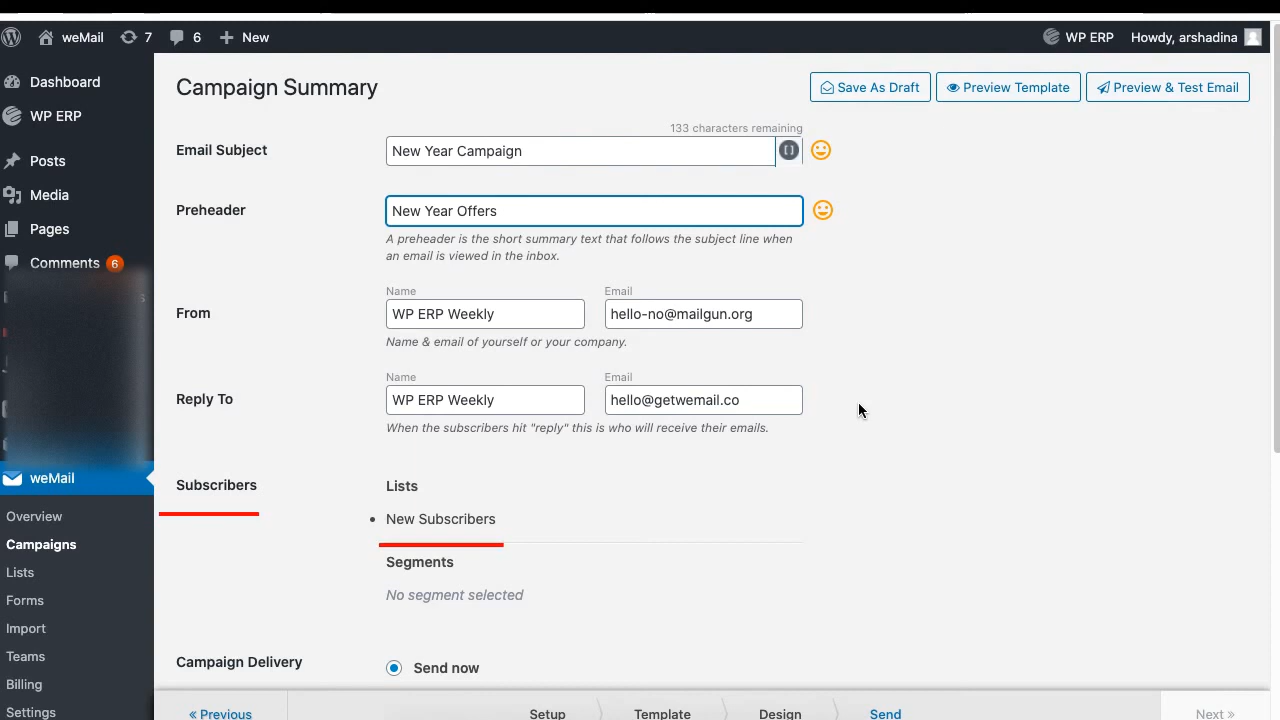 weMail
7
6
New
WP ERP
Howdy, arshadina
Dashboard
WP ERP
Posts
Media
Pages
Comments 6
weMail
Overview
Campaigns
Lists
Forms
Import
Teams
Billing
Settings
Campaign Summary
Save As Draft
Preview Template
Preview & Test Email
133 characters remaining
Email Subject
New Year Campaign
Preheader
New Year Offers
A preheader is the short summary text that follows the subject line when
an email is viewed in the inbox.
Name
Email
From
WP ERP Weekly
hello-no@mailgun.org
Name & email of yourself or your company.
Name
Email
Reply To
WP ERP Weekly
hello@getwemail.co
When the subscribers hit "reply" this is who will receive their emails.
Subscribers
Lists
• New Subscribers
Segments
No segment selected
Campaign Delivery
Send now
« Previous
Setup
Template
Design
Send
Next »